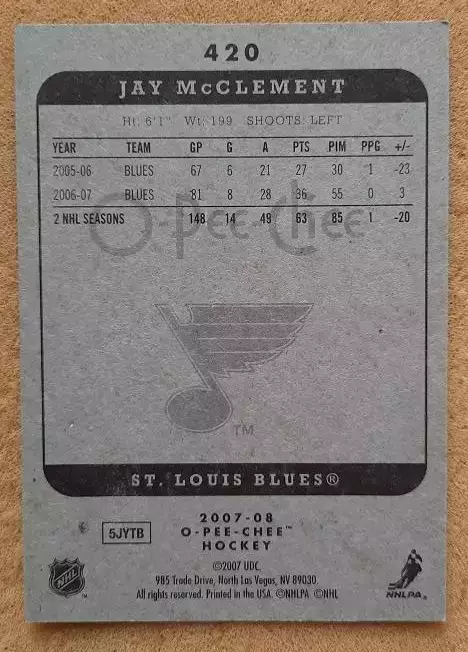 420
JAY McCLEMENT
Ht: 6'1" Wt: 199 SHOOTS: LEFT
YEAR TEAM GP G A PTS PIM PPG +/-
2005-06 BLUES 67 6 21 27 30 1 -23
2006-07 BLUES 81 8 28 36 55 0 3
2 NHL SEASONS 148 14 49 63 85 1 -20
O-Pee-Chee
TM
ST. LOUIS BLUES®
2007-08
5JYTB O-PEE-CHEE™
HOCKEY
©2007 UDC.
985 Trade Drive, North Las Vegas, NV 89030.
All rights reserved. Printed in the USA. ©NHLPA ©NHL
NHL ™
NHLPA